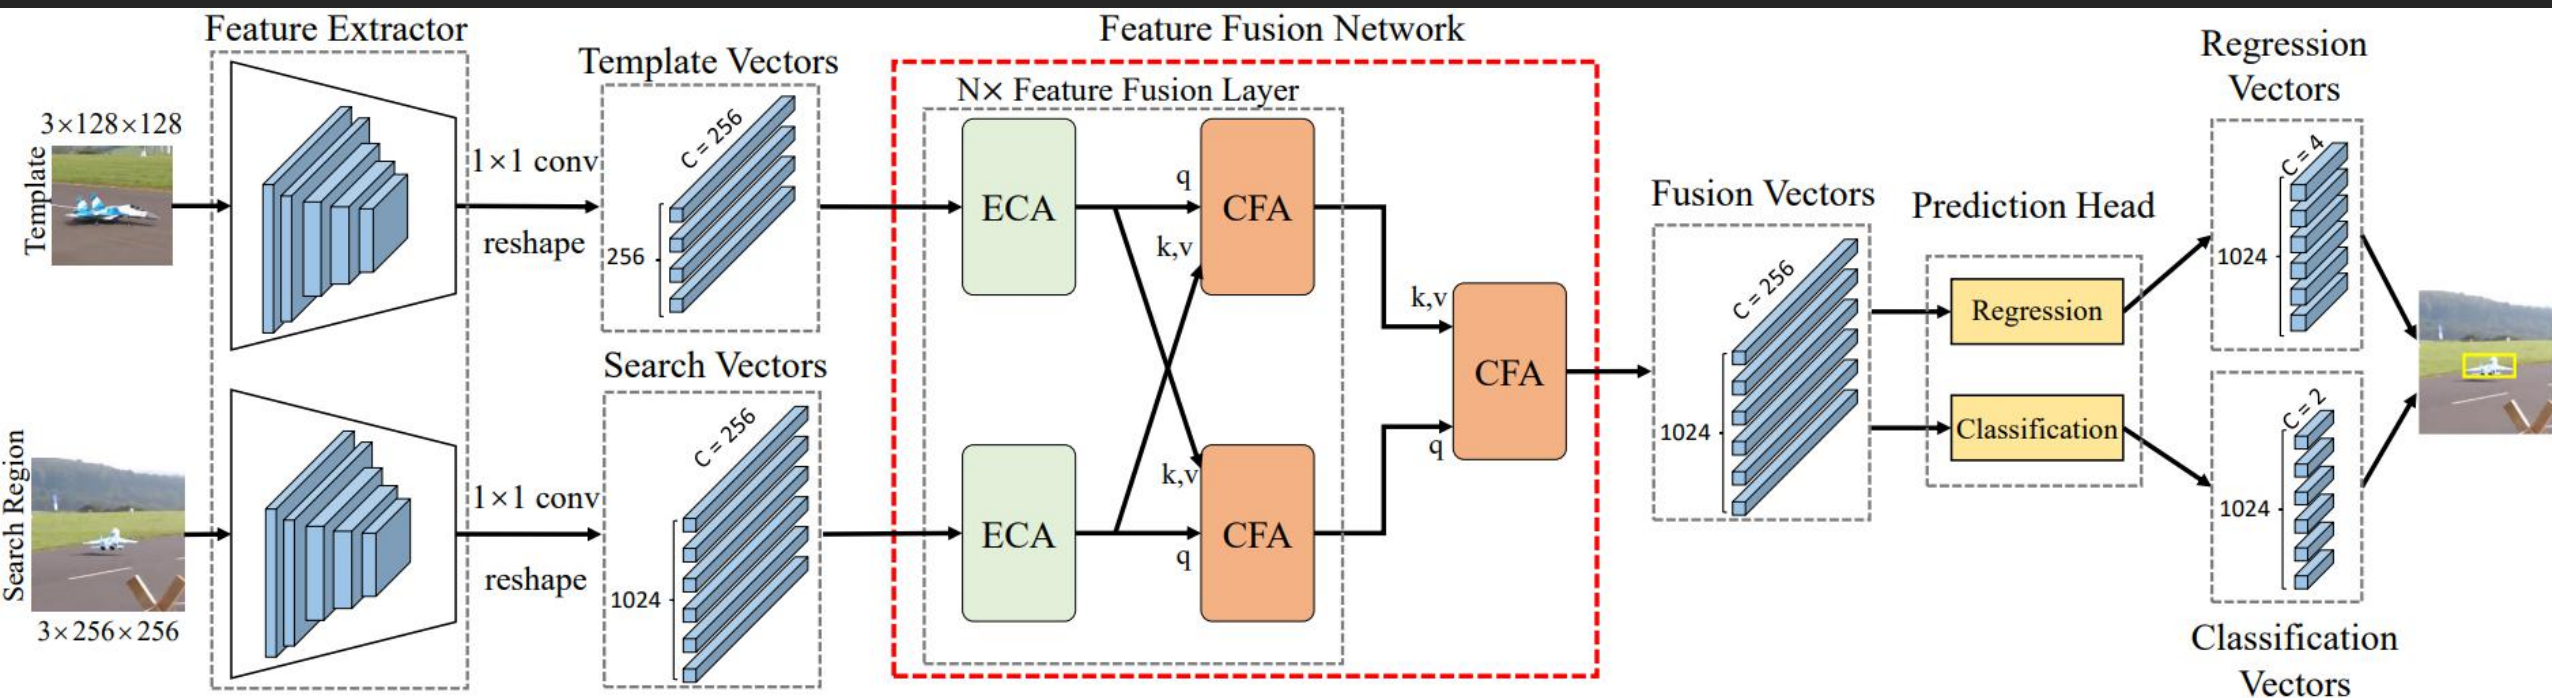 Feature Extractor
Template
3×128×128
1×1 conv
reshape
Template Vectors
C = 256
256
Search Region
3×256×256
1×1 conv
reshape
Search Vectors
C = 256
1024
Feature Fusion Network
N× Feature Fusion Layer
ECA
q
k,v
CFA
ECA
k,v
q
CFA
k,v
q
CFA
Fusion Vectors
C = 256
1024
Prediction Head
Regression
Classification
Regression
Vectors
C = 4
1024
C = 2
1024
Classification
Vectors